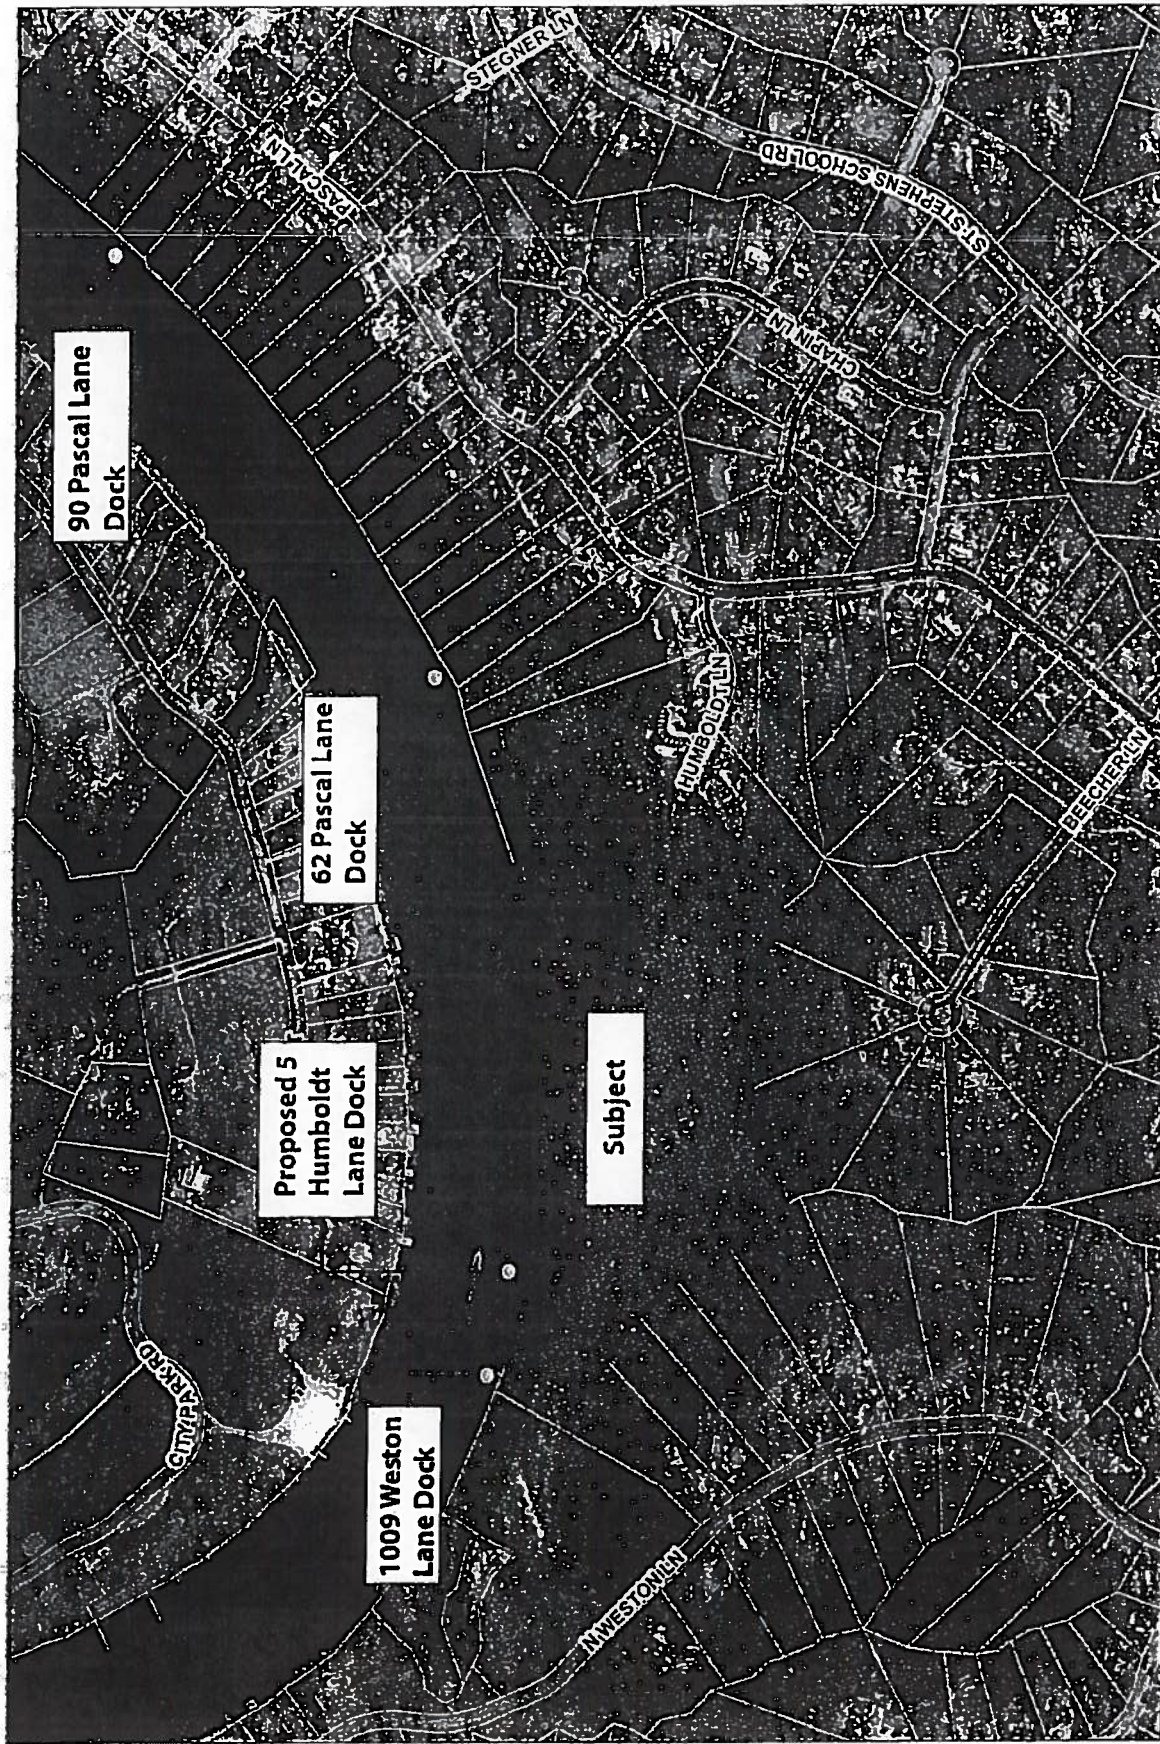 90 Pascal Lane
Dock
62 Pascal Lane
Dock
Proposed 5
Humboldt
Lane Dock
1009 Weston
Lane Dock
Subject
STEGNER LN
PASCAL LN
ST STEPHENS SCHOOL RD
CHAPIN LN
HUMBOLDT LN
BEECHER LN
CITY PARK RD
N WESTON LN